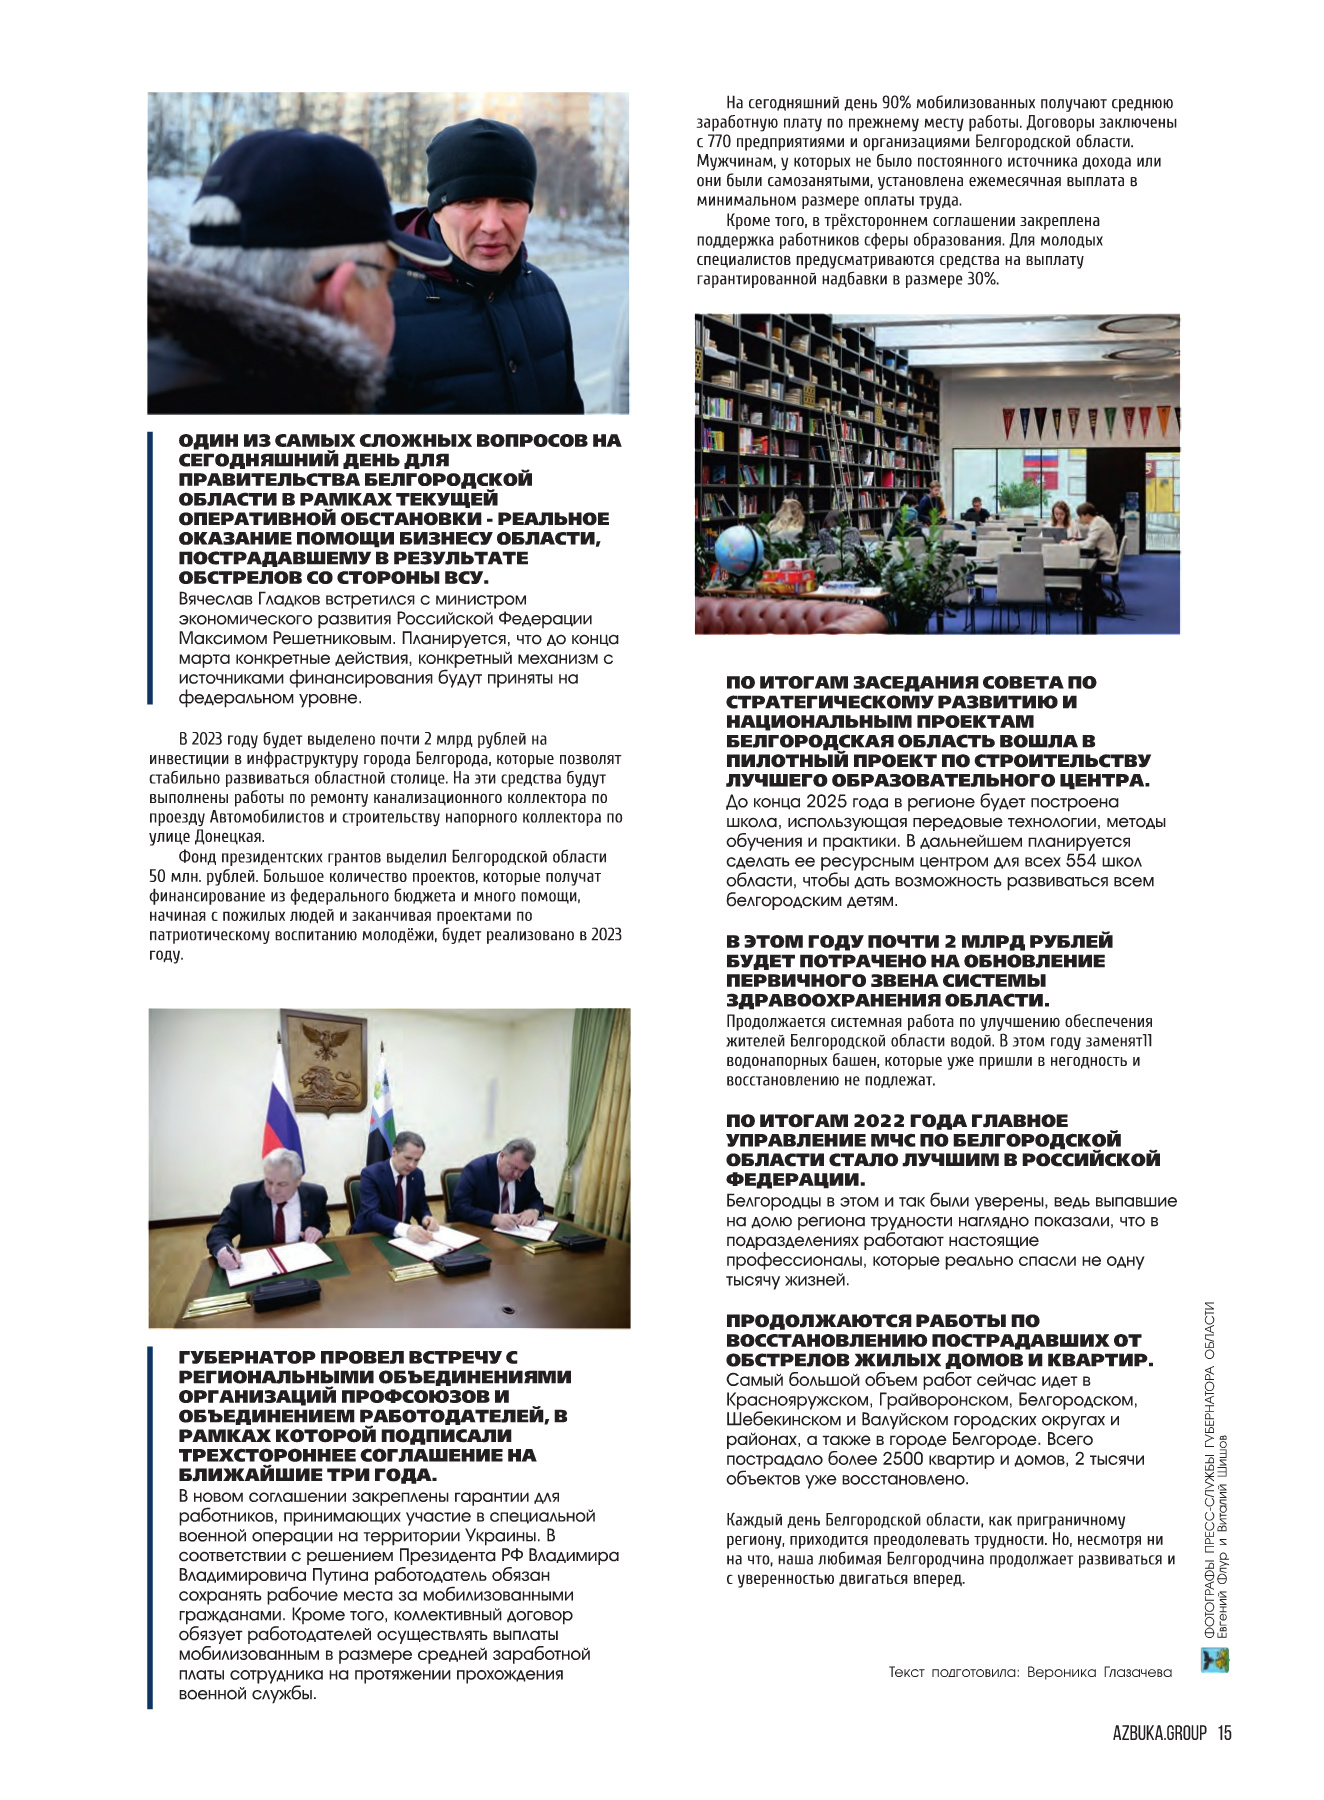 ОДИН ИЗ САМЫХ СЛОЖНЫХ ВОПРОСОВ НА
СЕГОДНЯШНИЙ ДЕНЬ ДЛЯ
ПРАВИТЕЛЬСТВА БЕЛГОРОДСКОЙ
ОБЛАСТИ В РАМКАХ ТЕКУЩЕЙ
ОПЕРАТИВНОЙ ОБСТАНОВКИ - РЕАЛЬНОЕ
ОКАЗАНИЕ ПОМОЩИ БИЗНЕСУ ОБЛАСТИ,
ПОСТРАДАВШЕМУ В РЕЗУЛЬТАТЕ
ОБСТРЕЛОВ СО СТОРОНЫ ВСУ.
Вячеслав Гладков встретился с министром
экономического развития Российской Федерации
Максимом Решетниковым. Планируется, что до конца
марта конкретные действия, конкретный механизм с
источниками финансирования будут приняты на
федеральном уровне.
В 2023 году будет выделено почти 2 млрд рублей на
инвестиции в инфраструктуру города Белгорода, которые позволят
стабильно развиваться областной столице. На эти средства будут
выполнены работы по ремонту канализационного коллектора по
проезду Автомобилистов и строительству напорного коллектора по
улице Донецкая.
Фонд президентских грантов выделил Белгородской области
50 млн. рублей. Большое количество проектов, которые получат
финансирование из федерального бюджета и много помощи,
начиная с пожилых людей и заканчивая проектами по
патриотическому воспитанию молодёжи, будет реализовано в 2023
году.
ГУБЕРНАТОР ПРОВЕЛ ВСТРЕЧУ С
РЕГИОНАЛЬНЫМИ ОБЪЕДИНЕНИЯМИ
ОРГАНИЗАЦИЙ ПРОФСОЮЗОВ И
ОБЪЕДИНЕНИЕМ РАБОТОДАТЕЛЕЙ, В
РАМКАХ КОТОРОЙ ПОДПИСАЛИ
ТРЕХСТОРОННЕЕ СОГЛАШЕНИЕ НА
БЛИЖАЙШИЕ ТРИ ГОДА.
В новом соглашении закреплены гарантии для
работников, принимающих участие в специальной
военной операции на территории Украины. В
соответствии с решением Президента РФ Владимира
Владимировича Путина работодатель обязан
сохранять рабочие места за мобилизованными
гражданами. Кроме того, коллективный договор
обязует работодателей осуществлять выплаты
мобилизованным в размере средней заработной
платы сотрудника на протяжении прохождения
военной службы.
На сегодняшний день 90% мобилизованных получают среднюю
заработную плату по прежнему месту работы. Договоры заключены
с 770 предприятиями и организациями Белгородской области.
Мужчинам, у которых не было постоянного источника дохода или
они были самозанятыми, установлена ежемесячная выплата в
минимальном размере оплаты труда.
Кроме того, в трёхстороннем соглашении закреплена
поддержка работников сферы образования. Для молодых
специалистов предусматриваются средства на выплату
гарантированной надбавки в размере 30%.
ПО ИТОГАМ ЗАСЕДАНИЯ СОВЕТА ПО
СТРАТЕГИЧЕСКОМУ РАЗВИТИЮ И
НАЦИОНАЛЬНЫМ ПРОЕКТАМ
БЕЛГОРОДСКАЯ ОБЛАСТЬ ВОШЛА В
ПИЛОТНЫЙ ПРОЕКТ ПО СТРОИТЕЛЬСТВУ
ЛУЧШЕГО ОБРАЗОВАТЕЛЬНОГО ЦЕНТРА.
До конца 2025 года в регионе будет построена
школа, использующая передовые технологии, методы
обучения и практики. В дальнейшем планируется
сделать ее ресурсным центром для всех 554 школ
области, чтобы дать возможность развиваться всем
белгородским детям.
В ЭТОМ ГОДУ ПОЧТИ 2 МЛРД РУБЛЕЙ
БУДЕТ ПОТРАЧЕНО НА ОБНОВЛЕНИЕ
ПЕРВИЧНОГО ЗВЕНА СИСТЕМЫ
ЗДРАВООХРАНЕНИЯ ОБЛАСТИ.
Продолжается системная работа по улучшению обеспечения
жителей Белгородской области водой. В этом году заменят11
водонапорных башен, которые уже пришли в негодность и
восстановлению не подлежат.
ПО ИТОГАМ 2022 ГОДА ГЛАВНОЕ
УПРАВЛЕНИЕ МЧС ПО БЕЛГОРОДСКОЙ
ОБЛАСТИ СТАЛО ЛУЧШИМ В РОССИЙСКОЙ
ФЕДЕРАЦИИ.
Белгородцы в этом и так были уверены, ведь выпавшие
на долю региона трудности наглядно показали, что в
подразделениях работают настоящие
профессионалы, которые реально спасли не одну
тысячу жизней.
ПРОДОЛЖАЮТСЯ РАБОТЫ ПО
ВОССТАНОВЛЕНИЮ ПОСТРАДАВШИХ ОТ
ОБСТРЕЛОВ ЖИЛЫХ ДОМОВ И КВАРТИР.
Самый большой объем работ сейчас идет в
Краснояружском, Грайворонском, Белгородском,
Шебекинском и Валуйском городских округах и
районах, а также в городе Белгороде. Всего
пострадало более 2500 квартир и домов, 2 тысячи
объектов уже восстановлено.
Каждый день Белгородской области, как приграничному
региону, приходится преодолевать трудности. Но, несмотря ни
на что, наша любимая Белгородчина продолжает развиваться и
с уверенностью двигаться вперед.
Текст подготовила: Вероника Глазачева
ФОТОГРАФЫ ПРЕСС-СЛУЖБЫ ГУБЕРНАТОРА ОБЛАСТИ
Евгений Флур и Виталий Шишов
AZBUKA.GROUP 15